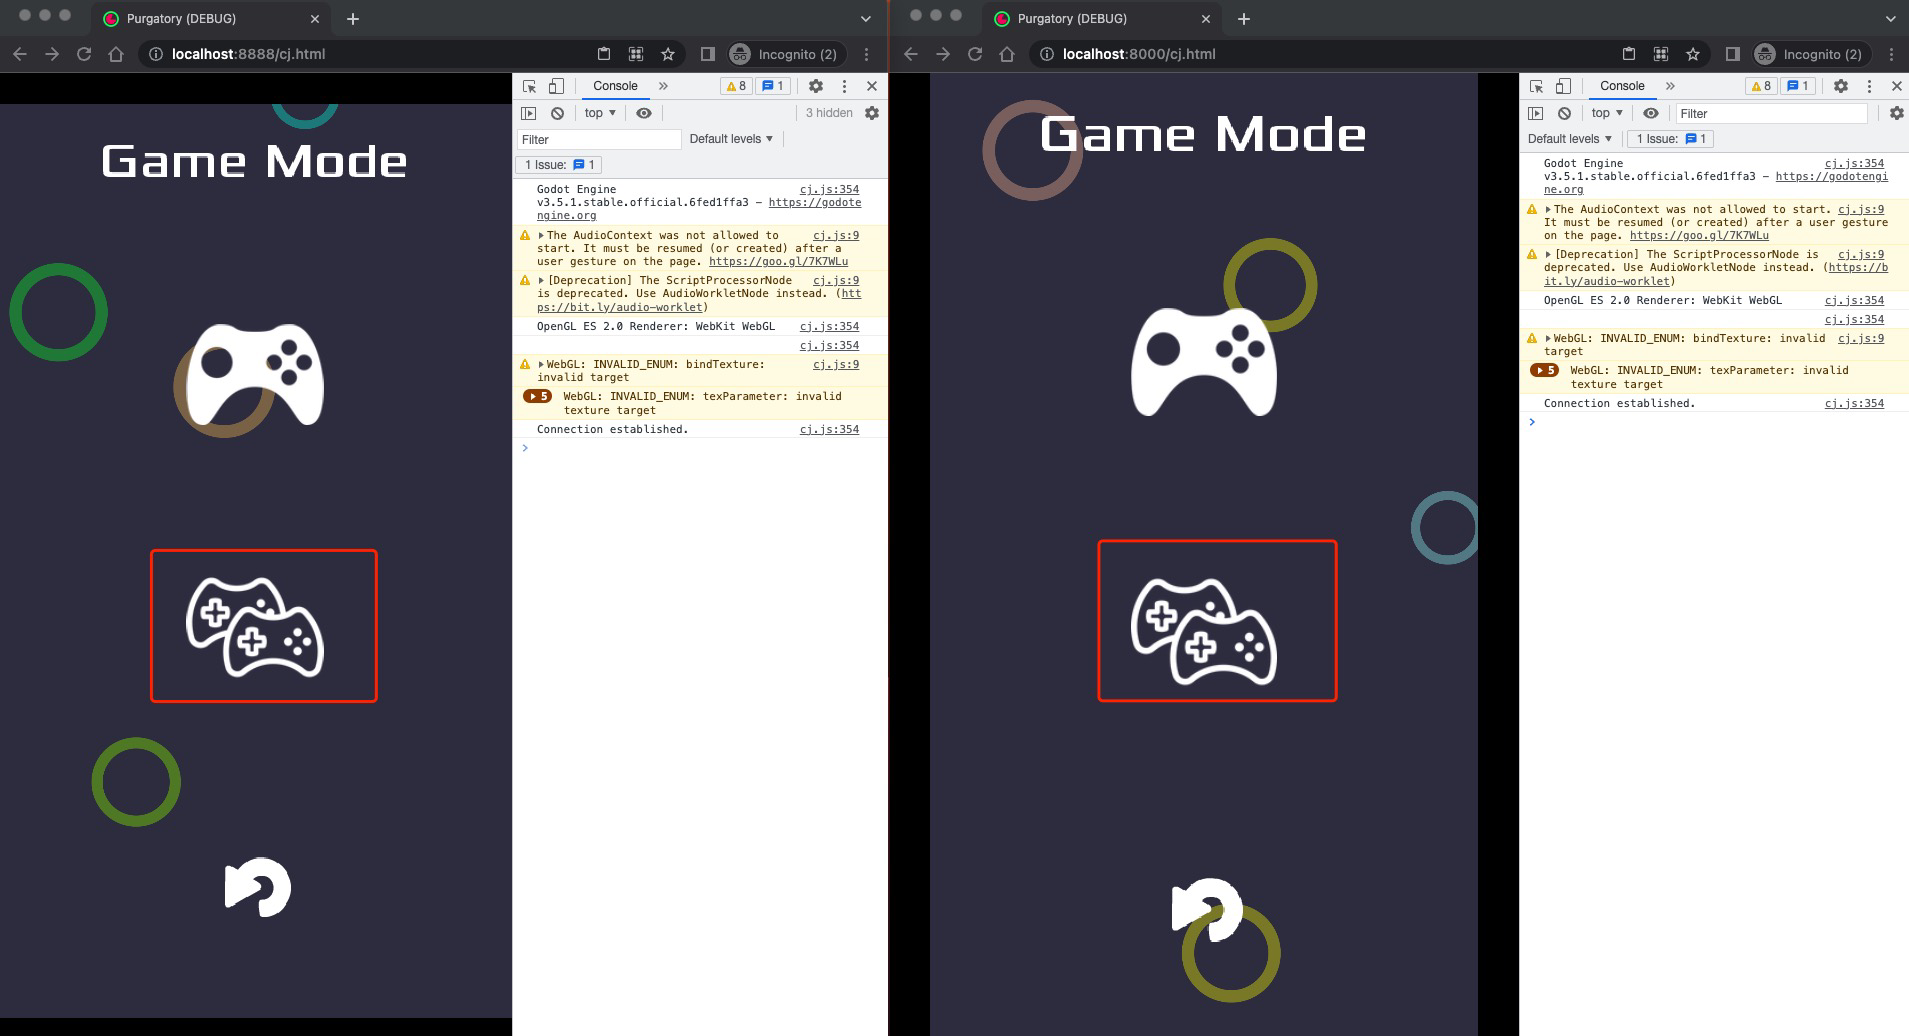 Purgatory (DEBUG)
localhost:8888/cj.html
Incognito (2)
Console
8
1
top
3 hidden
Filter
Default levels
1 Issue:
1
Godot Engine
cj.js:354
v3.5.1.stable.official.6fed1ffa3 – https://godote
ngine.org
The AudioContext was not allowed to
cj.js:9
start. It must be resumed (or created) after a
user gesture on the page. https://goo.gl/7K7WLu
[Deprecation] The ScriptProcessorNode
cj.js:9
is deprecated. Use AudioWorkletNode instead. (htt
ps://bit.ly/audio-worklet)
OpenGL ES 2.0 Renderer: WebKit WebGL
cj.js:354
cj.js:354
WebGL: INVALID_ENUM: bindTexture:
cj.js:9
invalid target
5
WebGL: INVALID_ENUM: texParameter: invalid
texture target
Connection established.
cj.js:354
Game Mode
Purgatory (DEBUG)
localhost:8000/cj.html
Incognito (2)
Game Mode
Console
8
1
top
Filter
Default levels
1 Issue:
1
Godot Engine
cj.js:354
v3.5.1.stable.official.6fed1ffa3 – https://godotengi
ne.org
The AudioContext was not allowed to start.
cj.js:9
It must be resumed (or created) after a user gesture
on the page. https://goo.gl/7K7WLu
[Deprecation] The ScriptProcessorNode is
cj.js:9
deprecated. Use AudioWorkletNode instead. (https://b
it.ly/audio-worklet)
OpenGL ES 2.0 Renderer: WebKit WebGL
cj.js:354
cj.js:354
WebGL: INVALID_ENUM: bindTexture: invalid
cj.js:9
target
5
WebGL: INVALID_ENUM: texParameter: invalid
texture target
Connection established.
cj.js:354